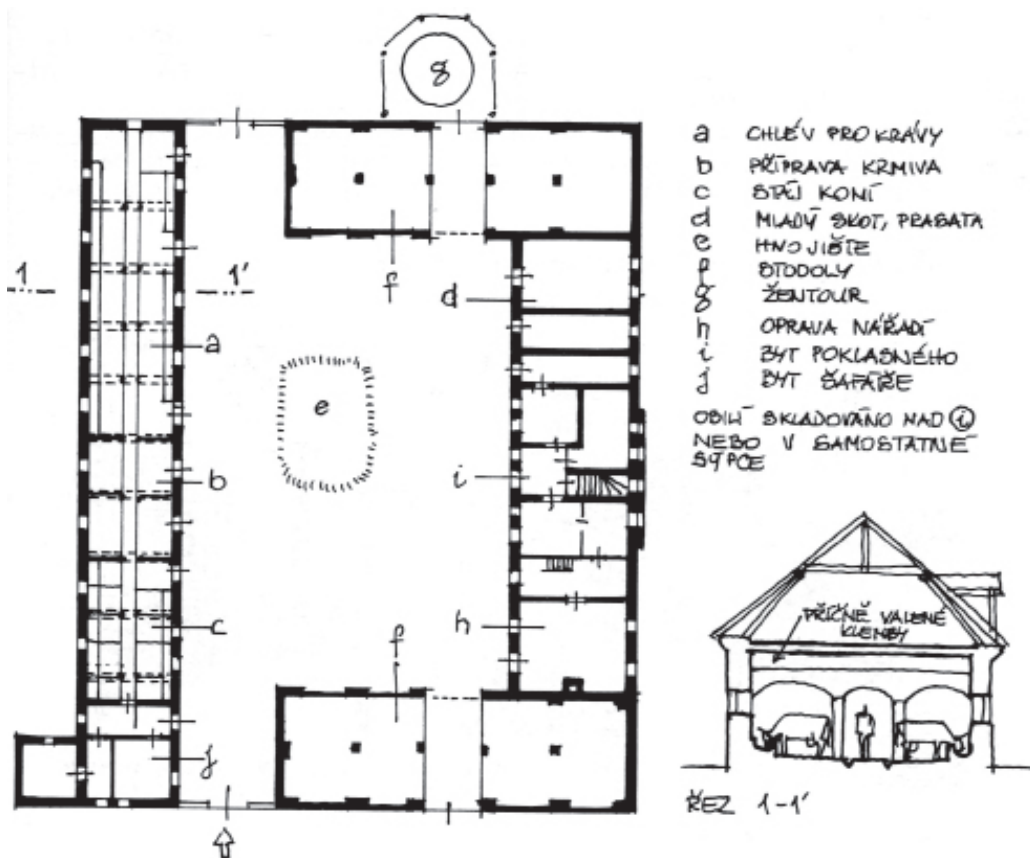 g
a CHLÉV PRO KRÁVY
b PŘÍPRAVA KRMIVA
c STÁJ KONÍ
d MLADÝ SKOT, PRASATA
e HNOJIŠTE
f STODOLY
g ŽENTOUR
h OPRAVA NÁŘADÍ
i BYT POKLASNÉHO
j BYT ŠAFÁŘE
OBILÍ SKLADOVÁNO NAD i
NEBO V SAMOSTATNÉ
SÝPCE
1 1'
f
d
a
e
b
i
c
h
f
j
PŘÍČNĚ VALENÉ
KLENBY
ŘEZ 1-1'